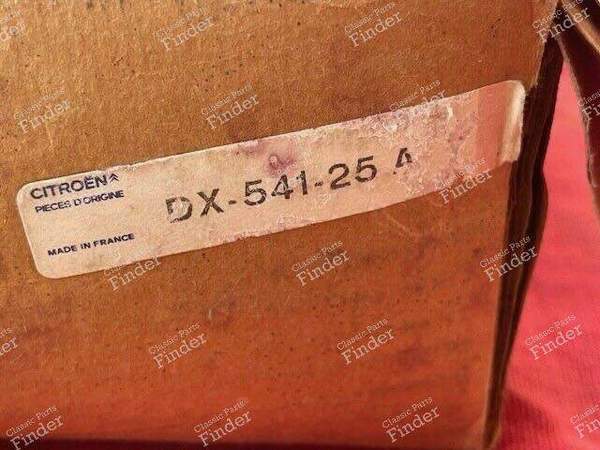 CITROËN
PIECES D'ORIGINE
DX-541-25 A
MADE IN FRANCE
Classic Parts
Finder